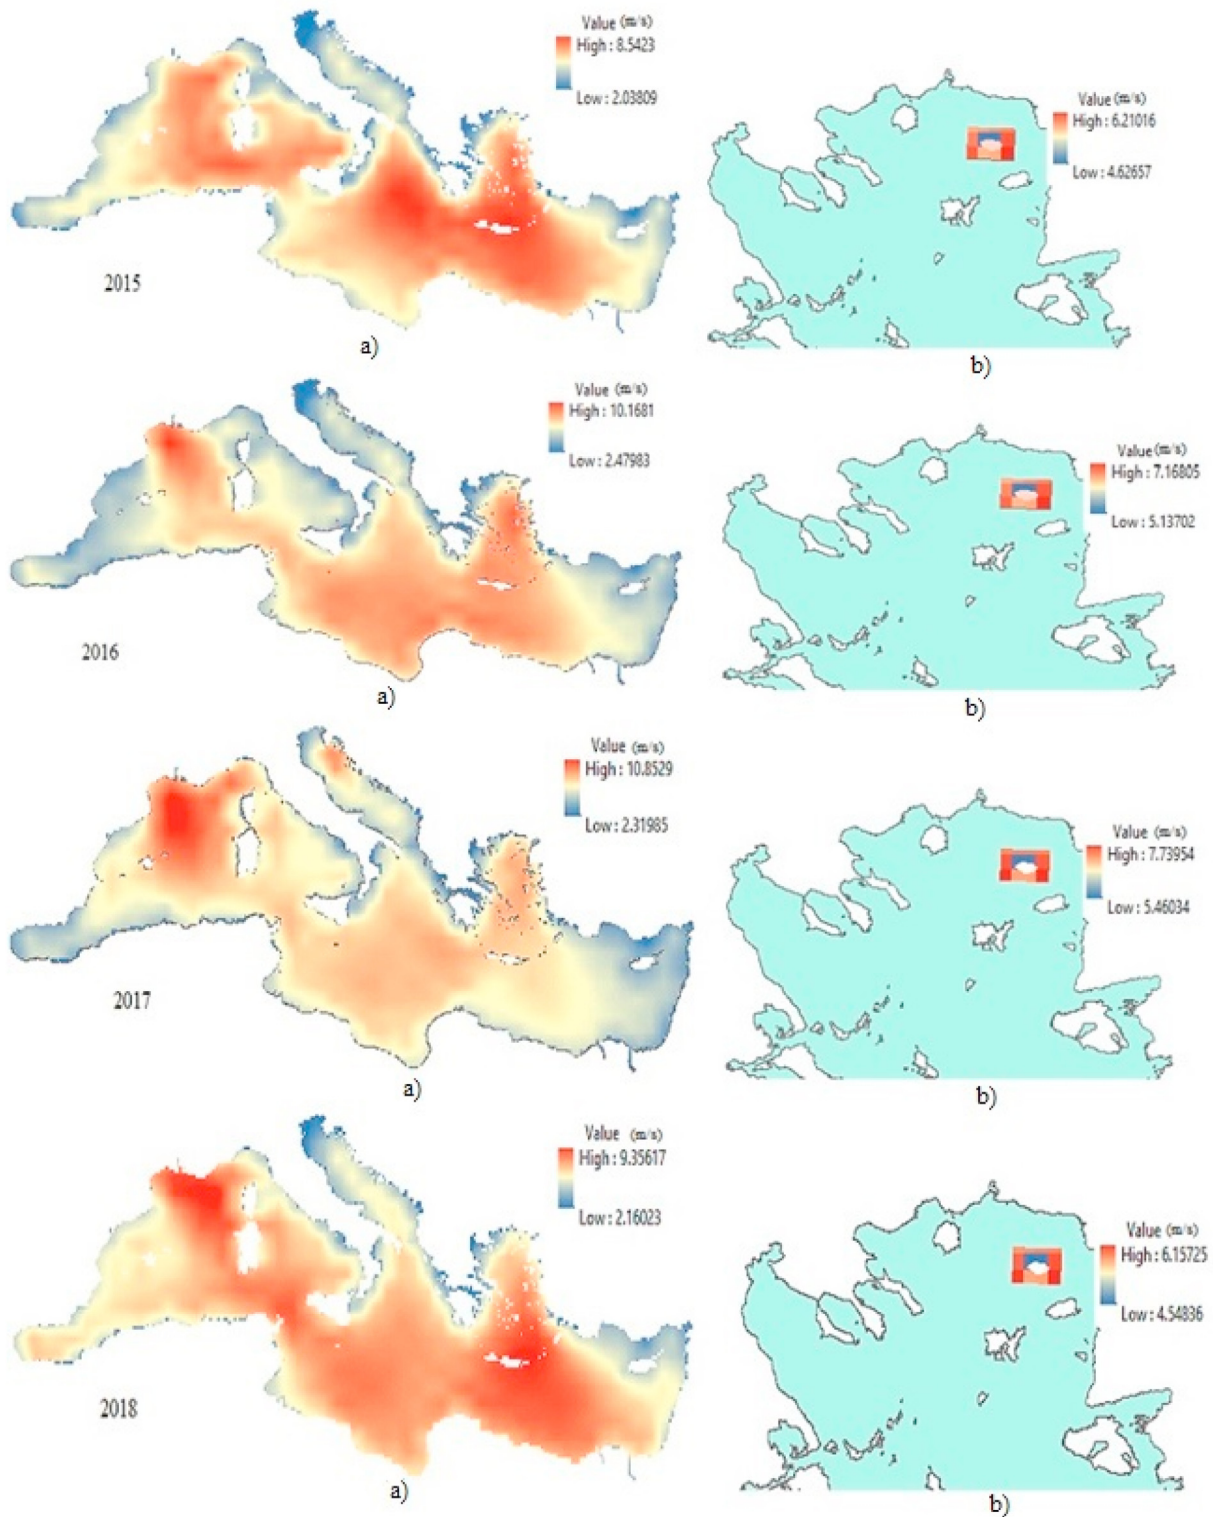 Value (m/s)
High : 8.5423
Low : 2.03809
2015
a)
Value (m/s)
High : 6.21016
Low : 4.62657
b)
Value (m/s)
High : 10.1681
Low : 2.47983
2016
a)
Value (m/s)
High : 7.16805
Low : 5.13702
b)
Value (m/s)
High : 10.8529
Low : 2.31985
2017
a)
Value (m/s)
High : 7.73954
Low : 5.46034
b)
Value (m/s)
High : 9.35617
Low : 2.16023
2018
a)
Value (m/s)
High : 6.15725
Low : 4.54836
b)